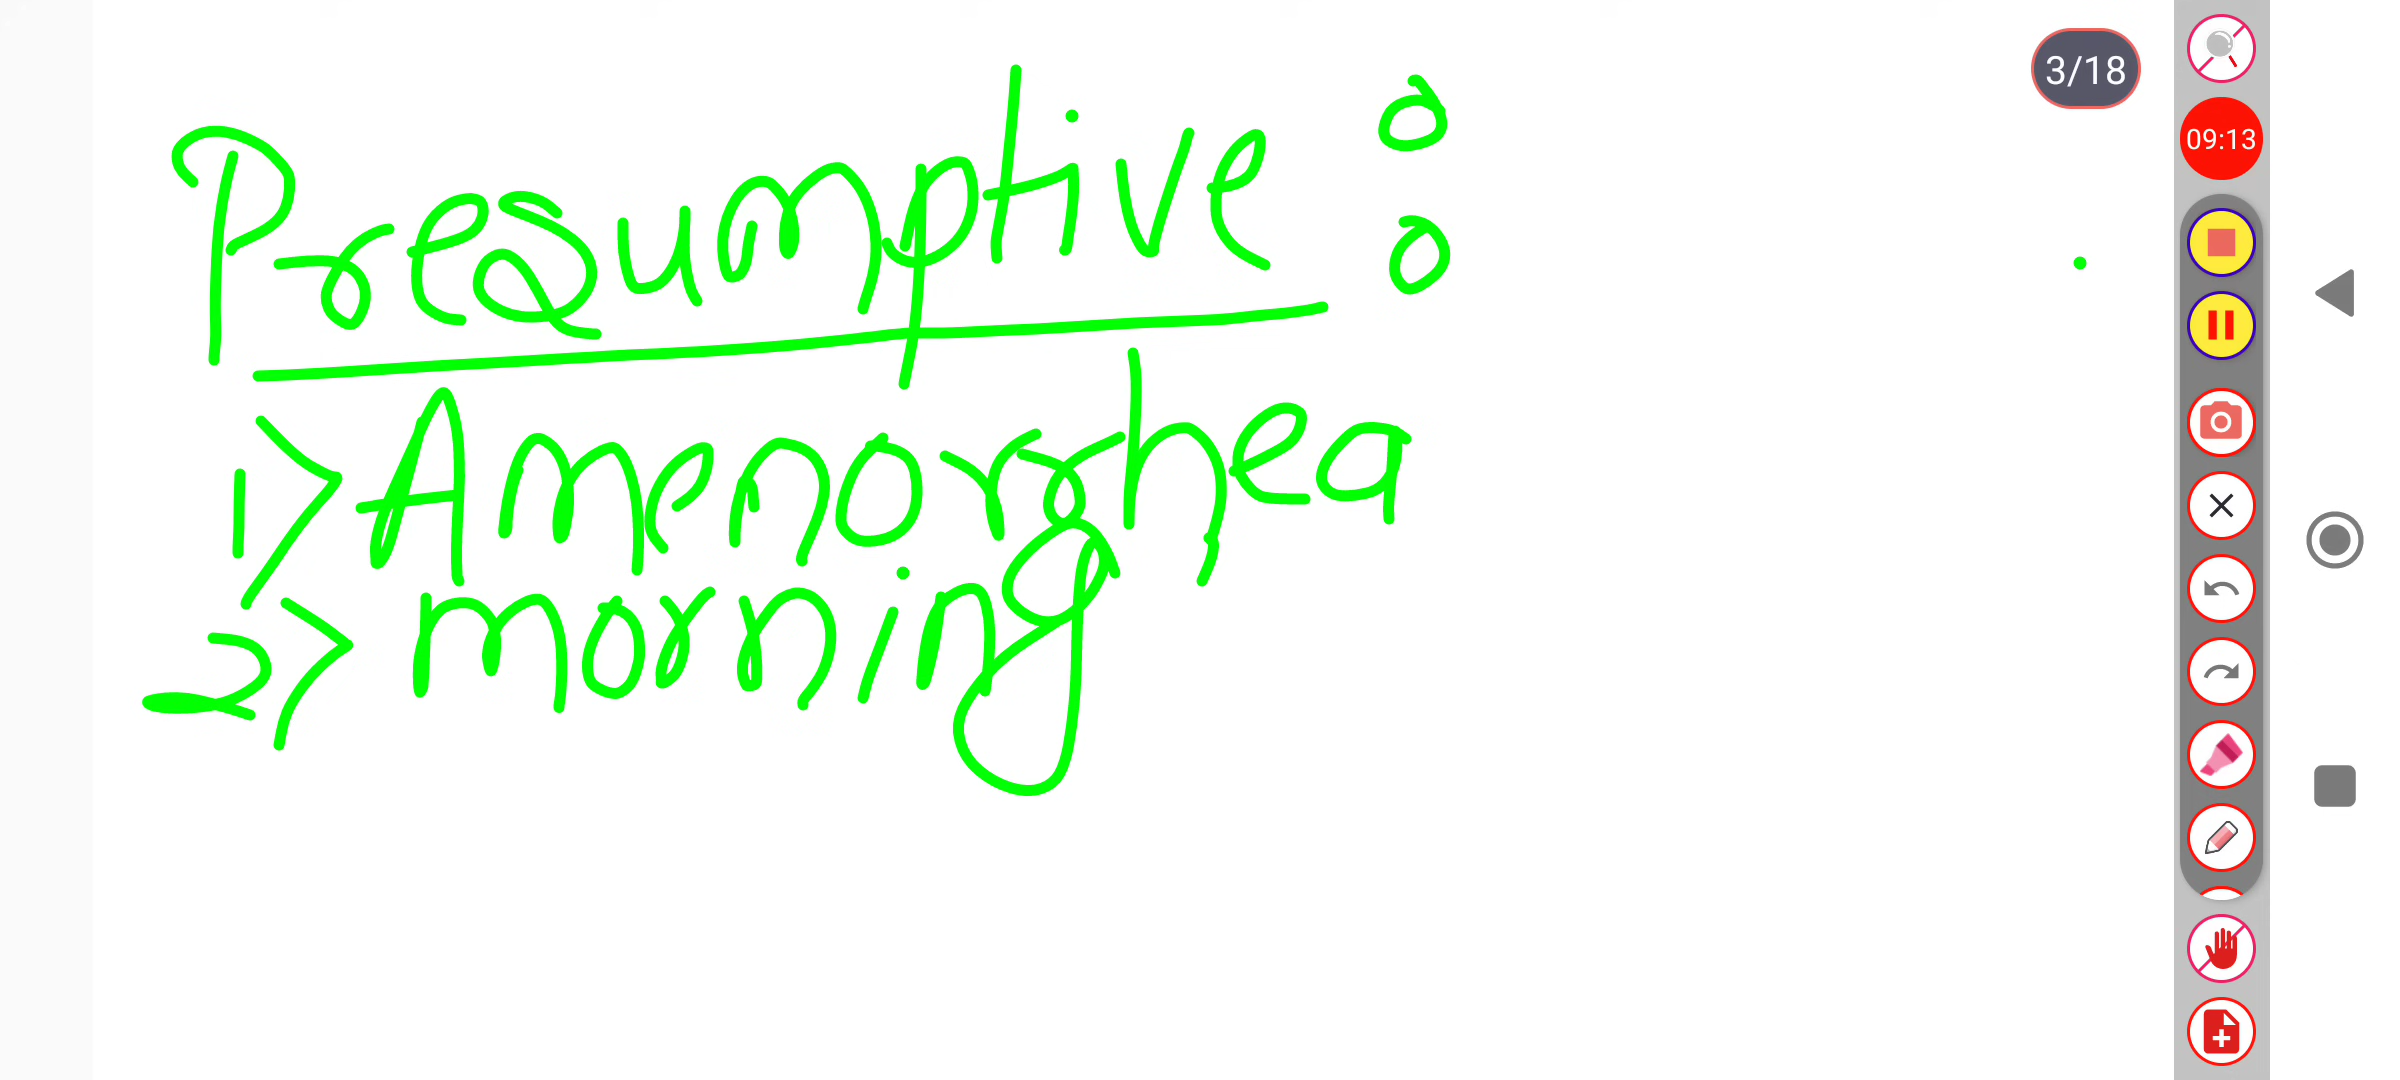 3/18
09:13
Presumptive :
1> Amenorrhea
2> morning